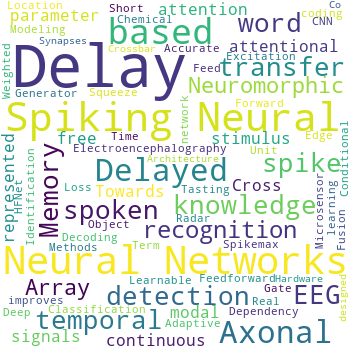 Location
Short
attention
Co
coding
parameter
based
word
CNN
Modeling
Chemical
attentional
Synapses
Crossbar
Accurate
Excitation
Weighted
Delay
Feed
transfer
Generator
Squeeze
Neuromorphic
Spiking Neural
network
Forward
Edge
Conditional
represented
HFNet
Identification
free
Time
stimulus
Electroencephalography
Architecture
Unit
Memory
Delayed
spike
Loss
Towards
Tasting
Cross
Microsensor
learning
Fusion
spoken
knowledge
Object
Radar
Decoding
recognition
Methods
Term
Spikemax
Neural Networks
Array
detection
Learnable
Feedforward
Hardware
EEG
improves
Gate
Dependency
designed
Classification
modal
Real
Deep
temporal
Adaptive
Axonal
signals
continuous